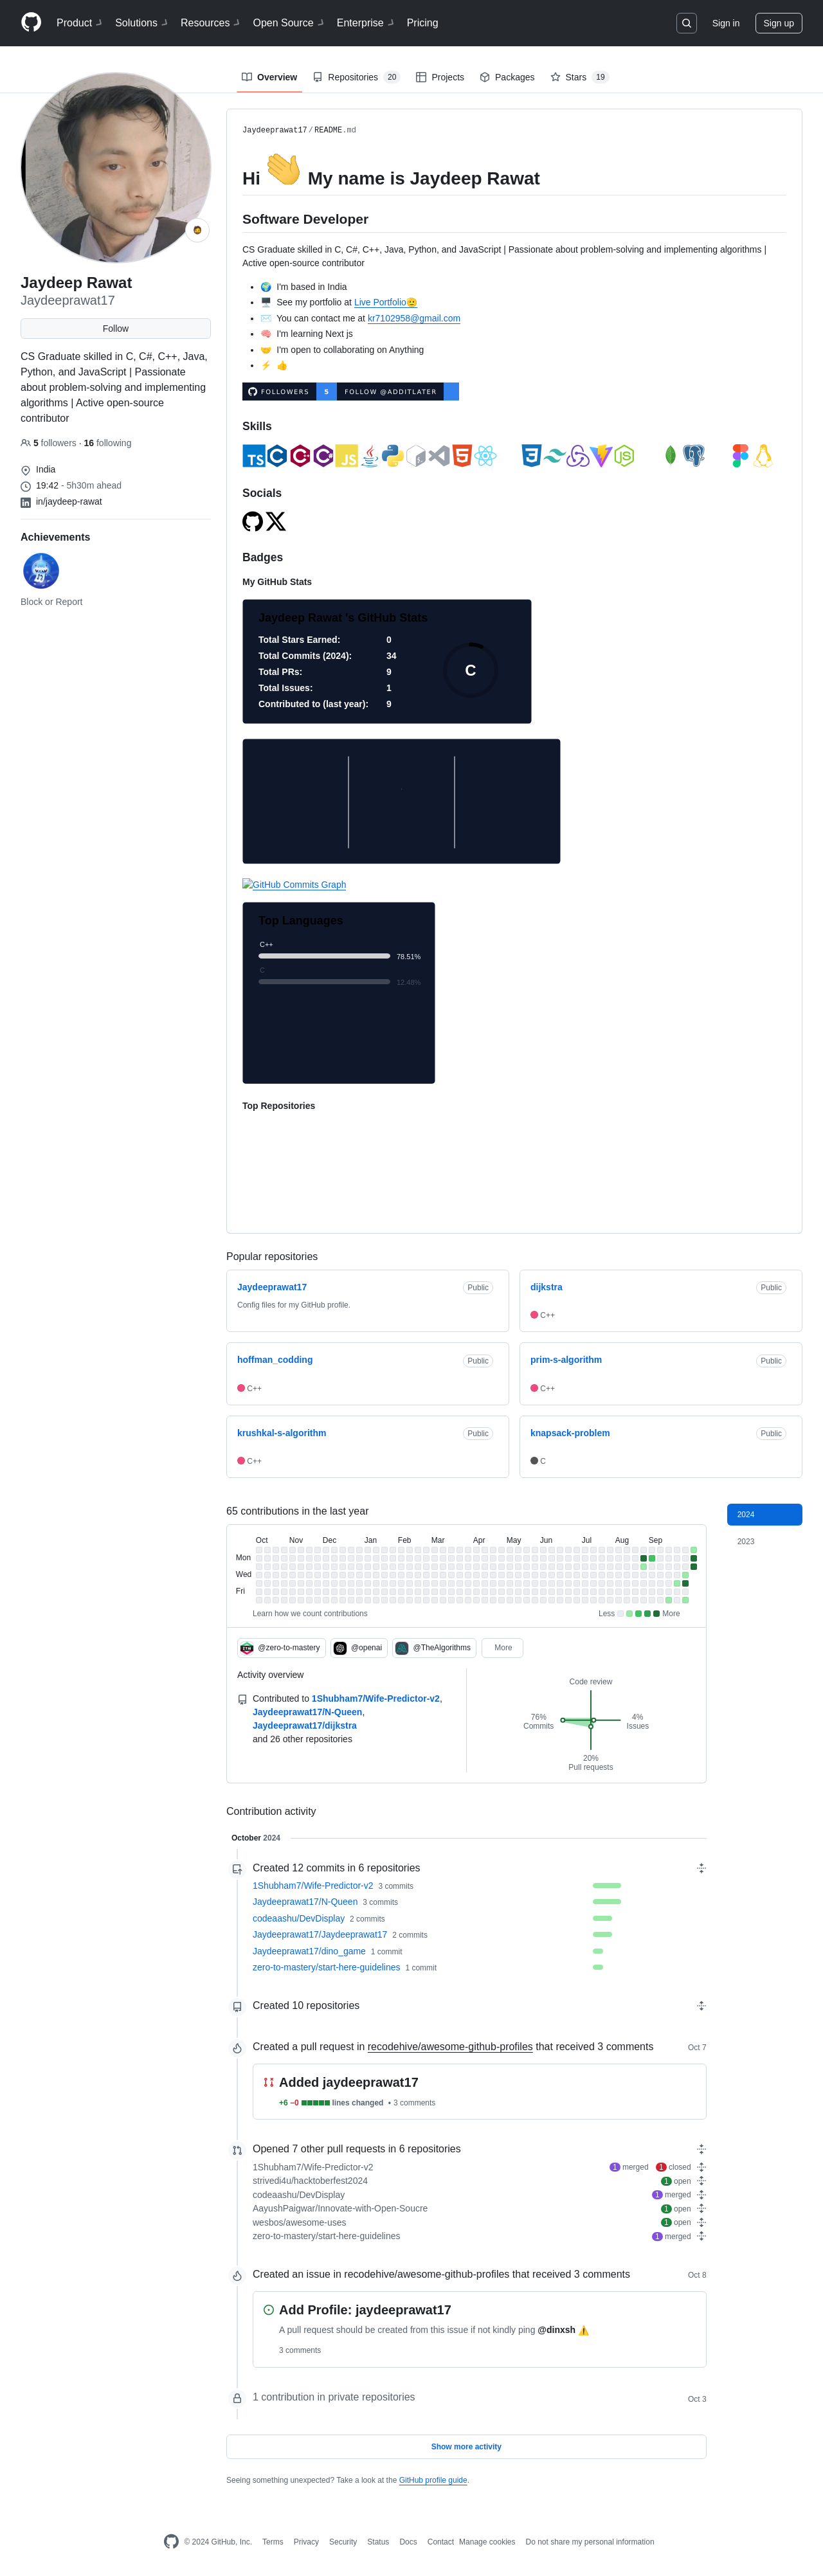 Product Solutions Resources Open Source Enterprise Pricing Sign in Sign up
Overview Repositories 20 Projects Packages Stars 19
Jaydeep Rawat
Jaydeeprawat17
Follow
CS Graduate skilled in C, C#, C++, Java,
Python, and JavaScript | Passionate
about problem-solving and implementing
algorithms | Active open-source
contributor
5 followers · 16 following
India
19:42 - 5h30m ahead
in/jaydeep-rawat
Achievements
Block or Report
Jaydeeprawat17/README.md
Hi 👋 My name is Jaydeep Rawat
Software Developer
CS Graduate skilled in C, C#, C++, Java, Python, and JavaScript | Passionate about problem-solving and implementing algorithms |
Active open-source contributor
🌍 I'm based in India
🖥️ See my portfolio at Live Portfolio🫡
✉️ You can contact me at kr7102958@gmail.com
🧠 I'm learning Next js
🤝 I'm open to collaborating on Anything
⚡ 👍
FOLLOWERS 5 FOLLOW @ADDITLATER
Skills
TS C C C JS
Socials
Badges
My GitHub Stats
Jaydeep Rawat 's GitHub Stats
Total Stars Earned: 0
Total Commits (2024): 34
Total PRs: 9
Total Issues: 1
Contributed to (last year): 9
C
GitHub Commits Graph
Top Languages
C++
78.51%
C
12.48%
Top Repositories
Popular repositories
Jaydeeprawat17 Public
Config files for my GitHub profile.
dijkstra Public
C++
hoffman_codding Public
C++
prim-s-algorithm Public
C++
krushkal-s-algorithm Public
C++
knapsack-problem Public
C
65 contributions in the last year
2024
2023
Oct Nov Dec Jan Feb Mar Apr May Jun Jul Aug Sep
Mon
Wed
Fri
Learn how we count contributions Less More
@zero-to-mastery @openai @TheAlgorithms More
Activity overview
Contributed to 1Shubham7/Wife-Predictor-v2,
Jaydeeprawat17/N-Queen,
Jaydeeprawat17/dijkstra
and 26 other repositories
Code review
76%
Commits
4%
Issues
20%
Pull requests
Contribution activity
October 2024
Created 12 commits in 6 repositories
1Shubham7/Wife-Predictor-v2 3 commits
Jaydeeprawat17/N-Queen 3 commits
codeaashu/DevDisplay 2 commits
Jaydeeprawat17/Jaydeeprawat17 2 commits
Jaydeeprawat17/dino_game 1 commit
zero-to-mastery/start-here-guidelines 1 commit
Created 10 repositories
Created a pull request in recodehive/awesome-github-profiles that received 3 comments Oct 7
Added jaydeeprawat17
+6 −0 lines changed • 3 comments
Opened 7 other pull requests in 6 repositories
1Shubham7/Wife-Predictor-v2 1 merged 1 closed
strivedi4u/hacktoberfest2024 1 open
codeaashu/DevDisplay 1 merged
AayushPaigwar/Innovate-with-Open-Soucre 1 open
wesbos/awesome-uses 1 open
zero-to-mastery/start-here-guidelines 1 merged
Created an issue in recodehive/awesome-github-profiles that received 3 comments Oct 8
Add Profile: jaydeeprawat17
A pull request should be created from this issue if not kindly ping @dinxsh ⚠️
3 comments
1 contribution in private repositories Oct 3
Show more activity
Seeing something unexpected? Take a look at the GitHub profile guide.
© 2024 GitHub, Inc. Terms Privacy Security Status Docs Contact Manage cookies Do not share my personal information